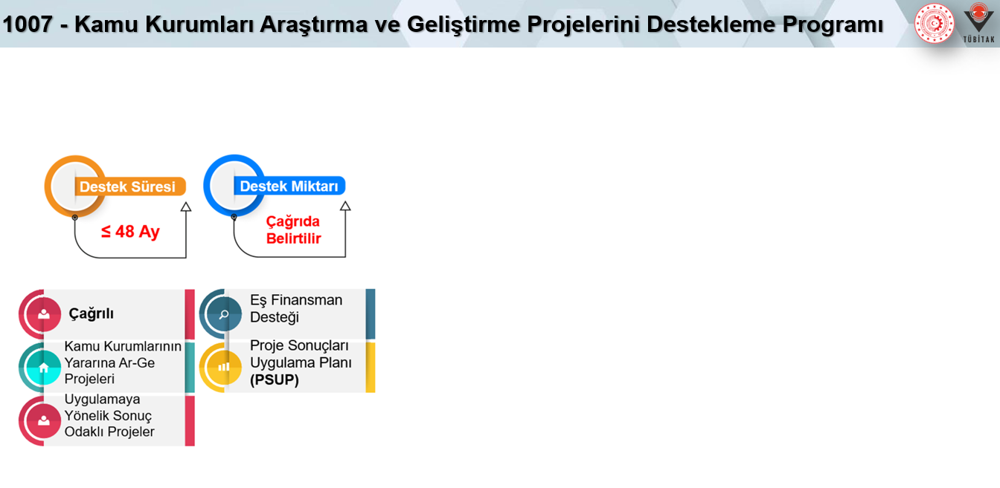 1007 - Kamu Kurumları Araştırma ve Geliştirme Projelerini Destekleme Programı
TÜBİTAK
Destek Süresi
≤ 48 Ay
Destek Miktarı
Çağrıda
Belirtilir
Çağrılı
Kamu Kurumlarının
Yararına Ar-Ge
Projeleri
Uygulamaya
Yönelik Sonuç
Odaklı Projeler
Eş Finansman
Desteği
Proje Sonuçları
Uygulama Planı
(PSUP)